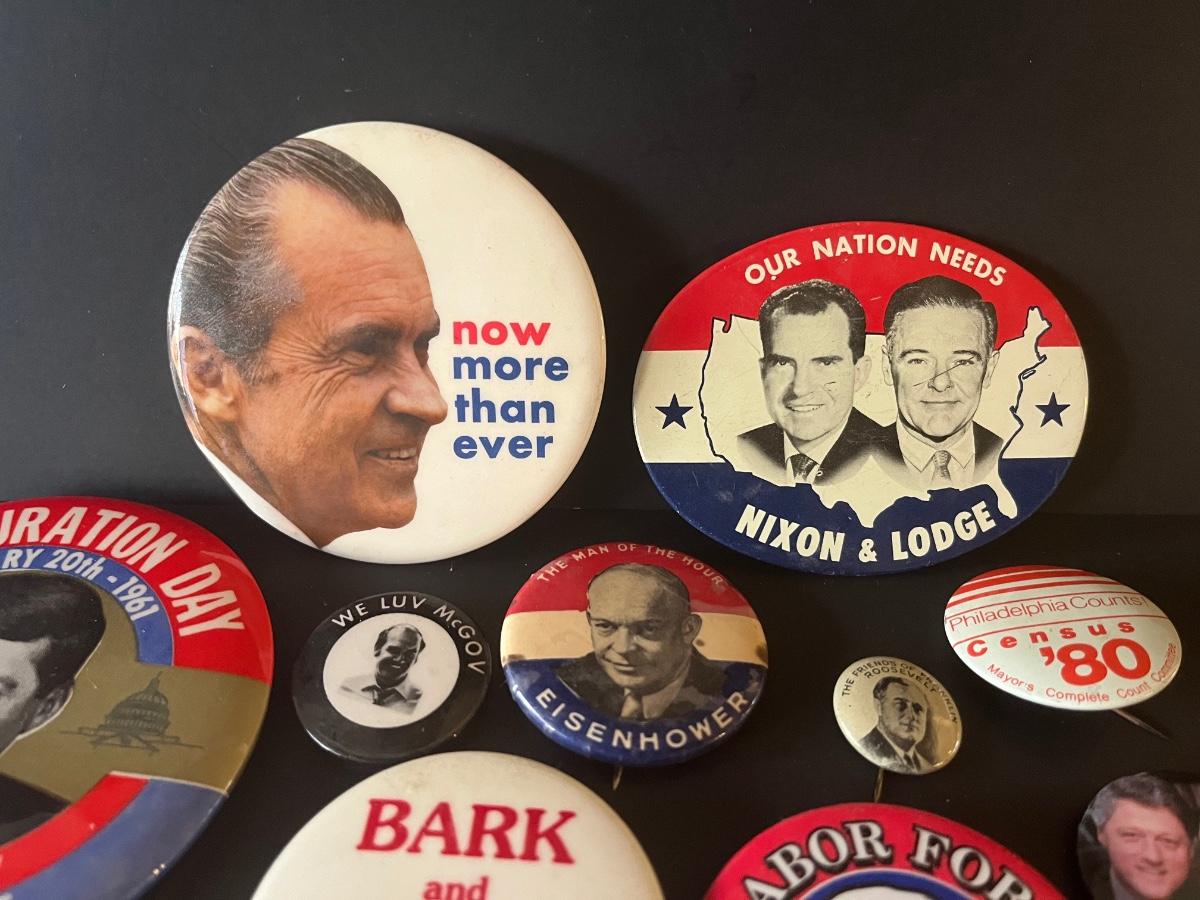 now
more
than
ever
OUR NATION NEEDS
NIXON & LODGE
URATION DAY
RY 20th - 1961
WE LUV McGOV
THE MAN OF THE HOUR
EISENHOWER
THE FRIENDS OF FRANKLIN
ROOSEVELT
Philadelphia Counts!
Census
'80
Mayor's Complete Count Committee
BARK
and
ABOR FOR